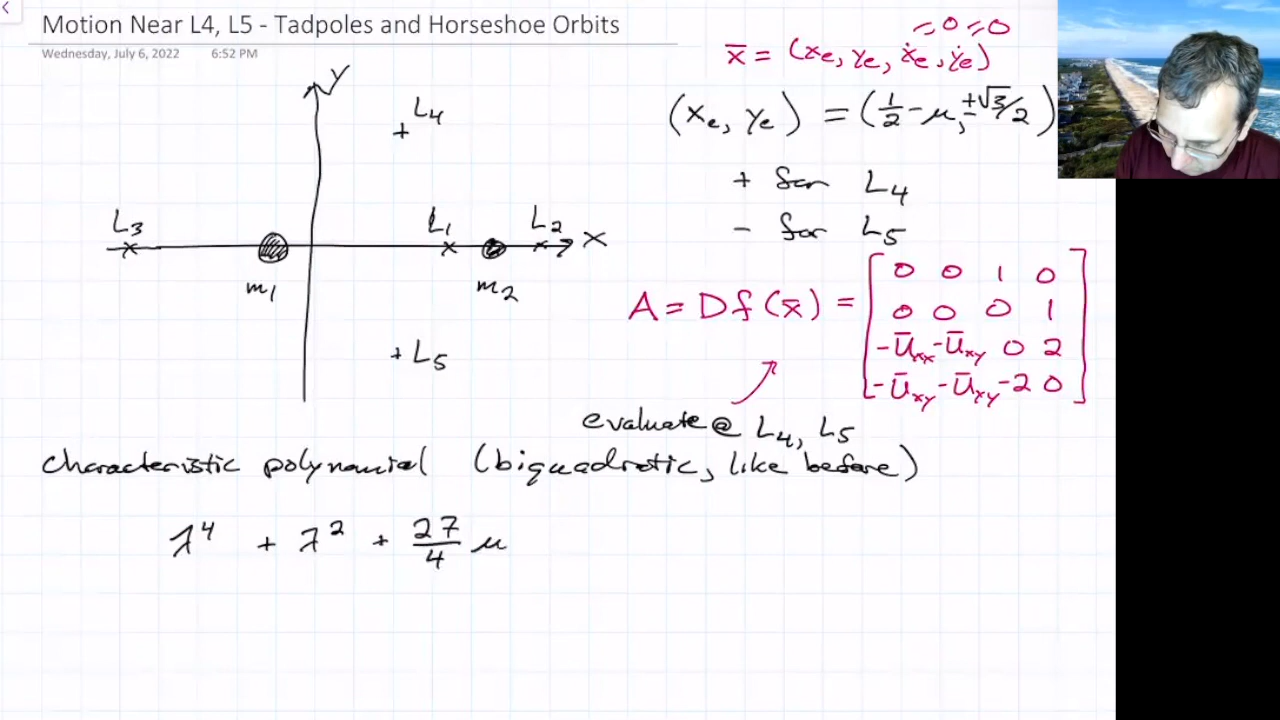 Motion Near L4, L5 - Tadpoles and Horseshoe Orbits
Wednesday, July 6, 2022 6:52 PM
=0 =0
x̄ = (xe, ye, ẋe, ẏe)
(xe, ye) = (1/2 - μ, ±√3/2)
+ for L4
- for L5
y
L4
L3
L1
L2
x
m1
m2
L5
A = Df(x̄) =
0 0 1 0
0 0 0 1
-Ūxx -Ūxy 0 2
-Ūxy -Ūxy -2 0
evaluate @ L4, L5
characteristic polynomial (biquadratic, like before)
λ⁴ + λ² + 27/4 μ